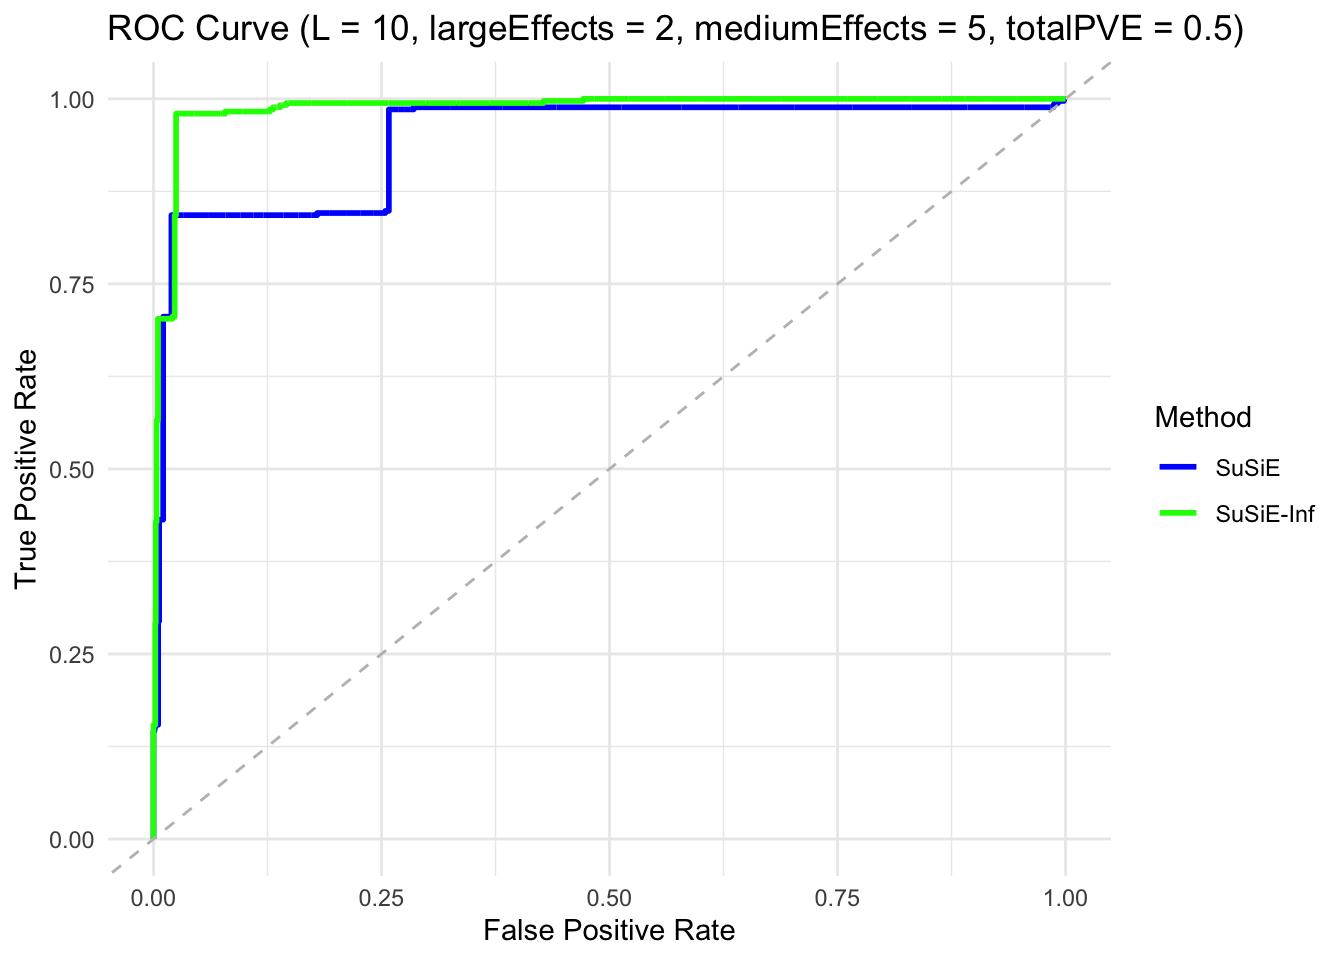 ROC Curve (L = 10, largeEffects = 2, mediumEffects = 5, totalPVE = 0.5)
1.00
0.75
0.50
0.25
0.00
True Positive Rate
0.00 0.25 0.50 0.75 1.00
False Positive Rate
Method
SuSiE
SuSiE-Inf